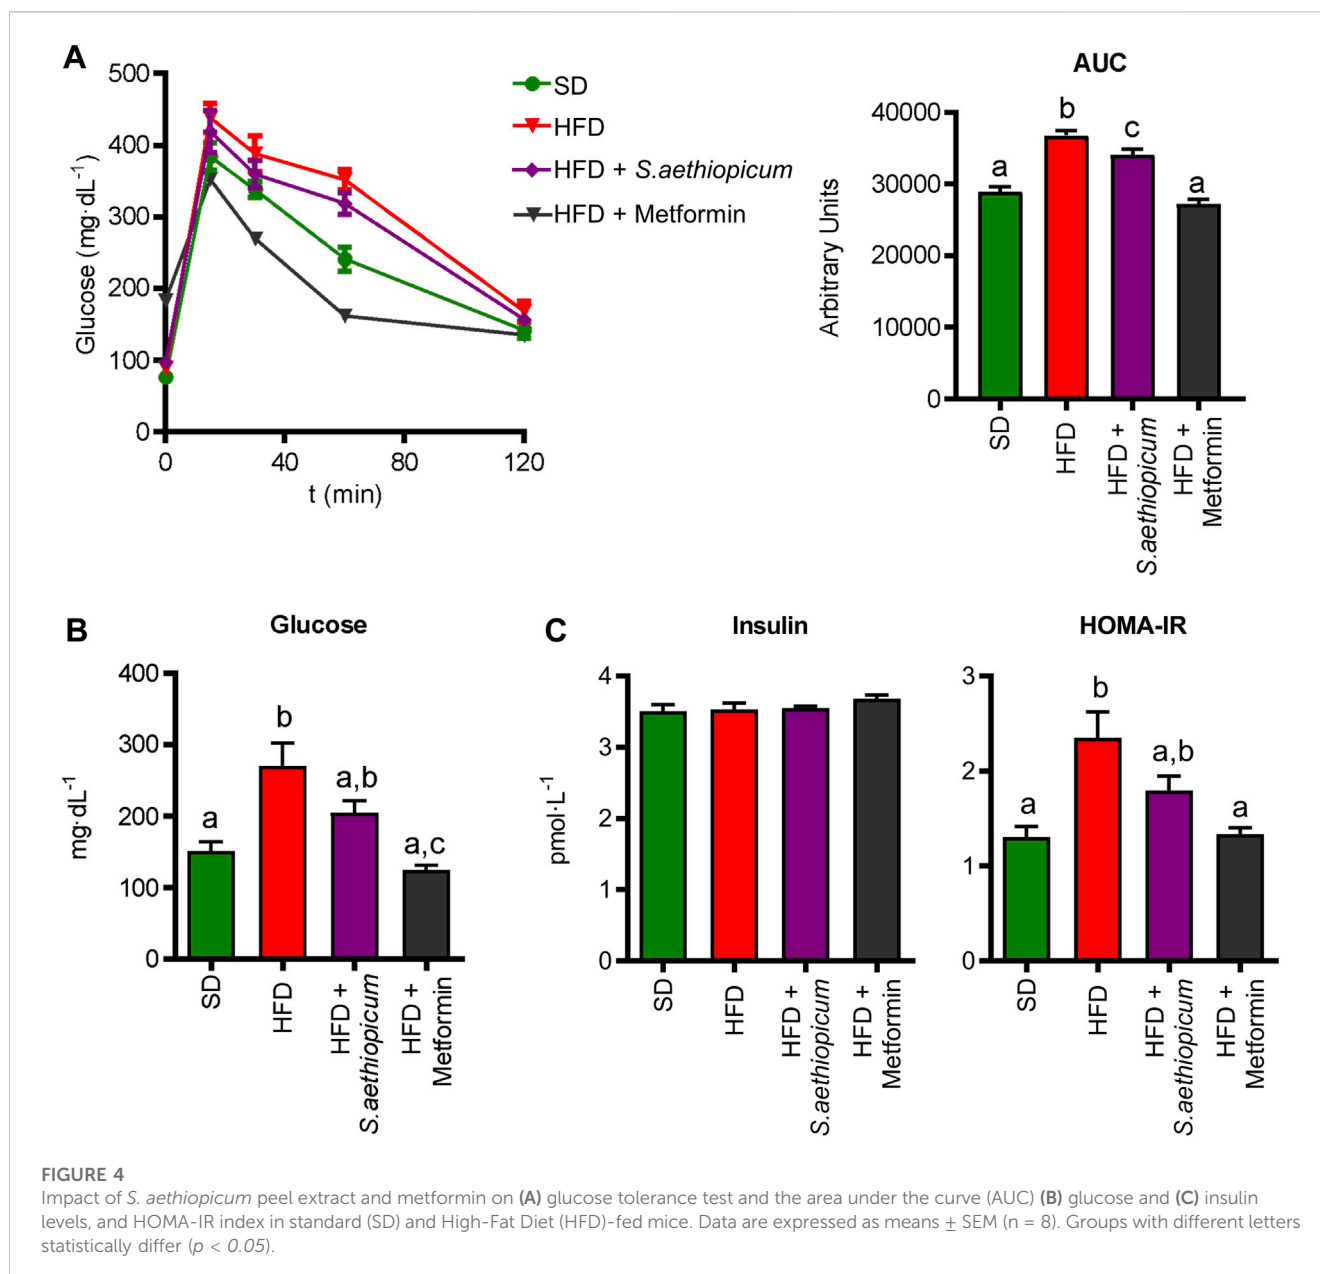 A
500
400
300
200
100
0
Glucose (mg·dL⁻¹)
0
40
80
120
t (min)
SD
HFD
HFD + S.aethiopicum
HFD + Metformin
AUC
40000
30000
20000
10000
0
Arbitrary Units
a
b
c
a
SD
HFD
HFD +
S.aethiopicum
HFD +
Metformin
B
Glucose
400
300
200
100
0
mg·dL⁻¹
a
b
a,b
a,c
SD
HFD
HFD +
S.aethiopicum
HFD +
Metformin
C
Insulin
4
3
2
1
0
pmol·L⁻¹
SD
HFD
HFD +
S.aethiopicum
HFD +
Metformin
HOMA-IR
3
2
1
0
a
b
a,b
a
SD
HFD
HFD +
S.aethiopicum
HFD +
Metformin
FIGURE 4
Impact of S. aethiopicum peel extract and metformin on (A) glucose tolerance test and the area under the curve (AUC) (B) glucose and (C) insulin
levels, and HOMA-IR index in standard (SD) and High-Fat Diet (HFD)-fed mice. Data are expressed as means ± SEM (n = 8). Groups with different letters
statistically differ (p < 0.05).